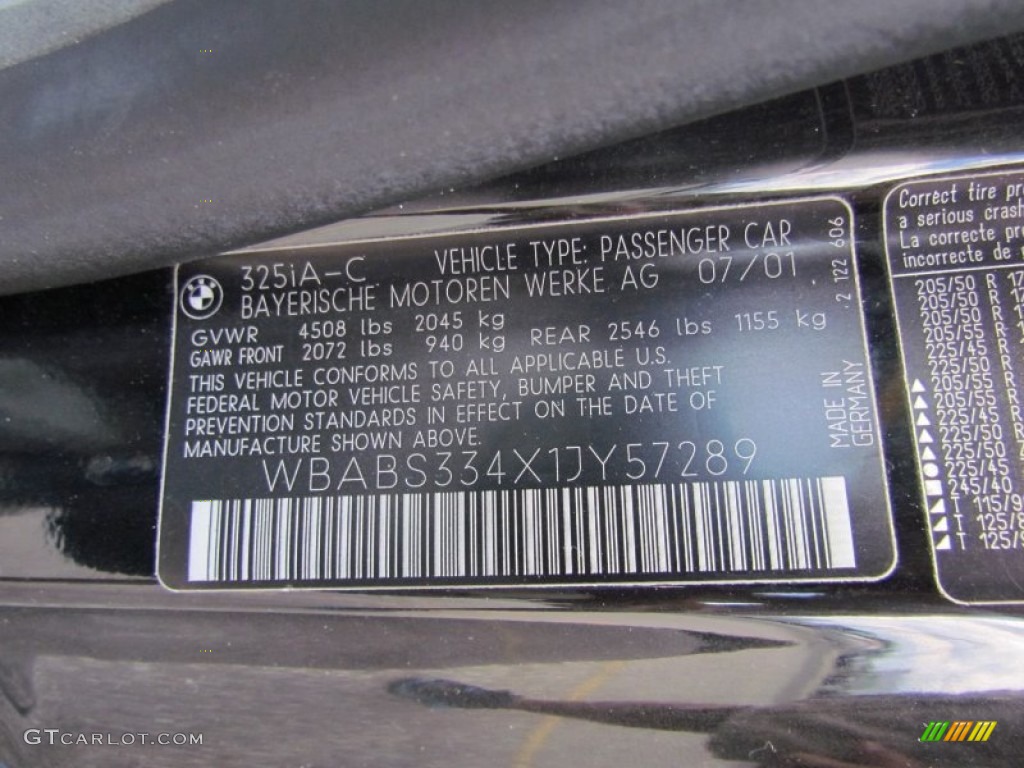 325iA-C VEHICLE TYPE: PASSENGER CAR
BAYERISCHE MOTOREN WERKE AG 07/01
GVWR 4508 lbs 2045 kg
GAWR FRONT 2072 lbs 940 kg REAR 2546 lbs 1155 kg
THIS VEHICLE CONFORMS TO ALL APPLICABLE U.S.
FEDERAL MOTOR VEHICLE SAFETY, BUMPER AND THEFT
PREVENTION STANDARDS IN EFFECT ON THE DATE OF
MANUFACTURE SHOWN ABOVE.
WBABS334X1JY57289
2 122 606
MADE IN
GERMANY
Correct tire
a serious
La correcte
incorrecte de
205/50 R
205/50 R
205/55 R
225/45 R
225/50 R
205/55 R
205/55
225/45
225/50
225/50
225/45
245/40
T 115/
T 125/
T 125/
GTCARLOT.COM